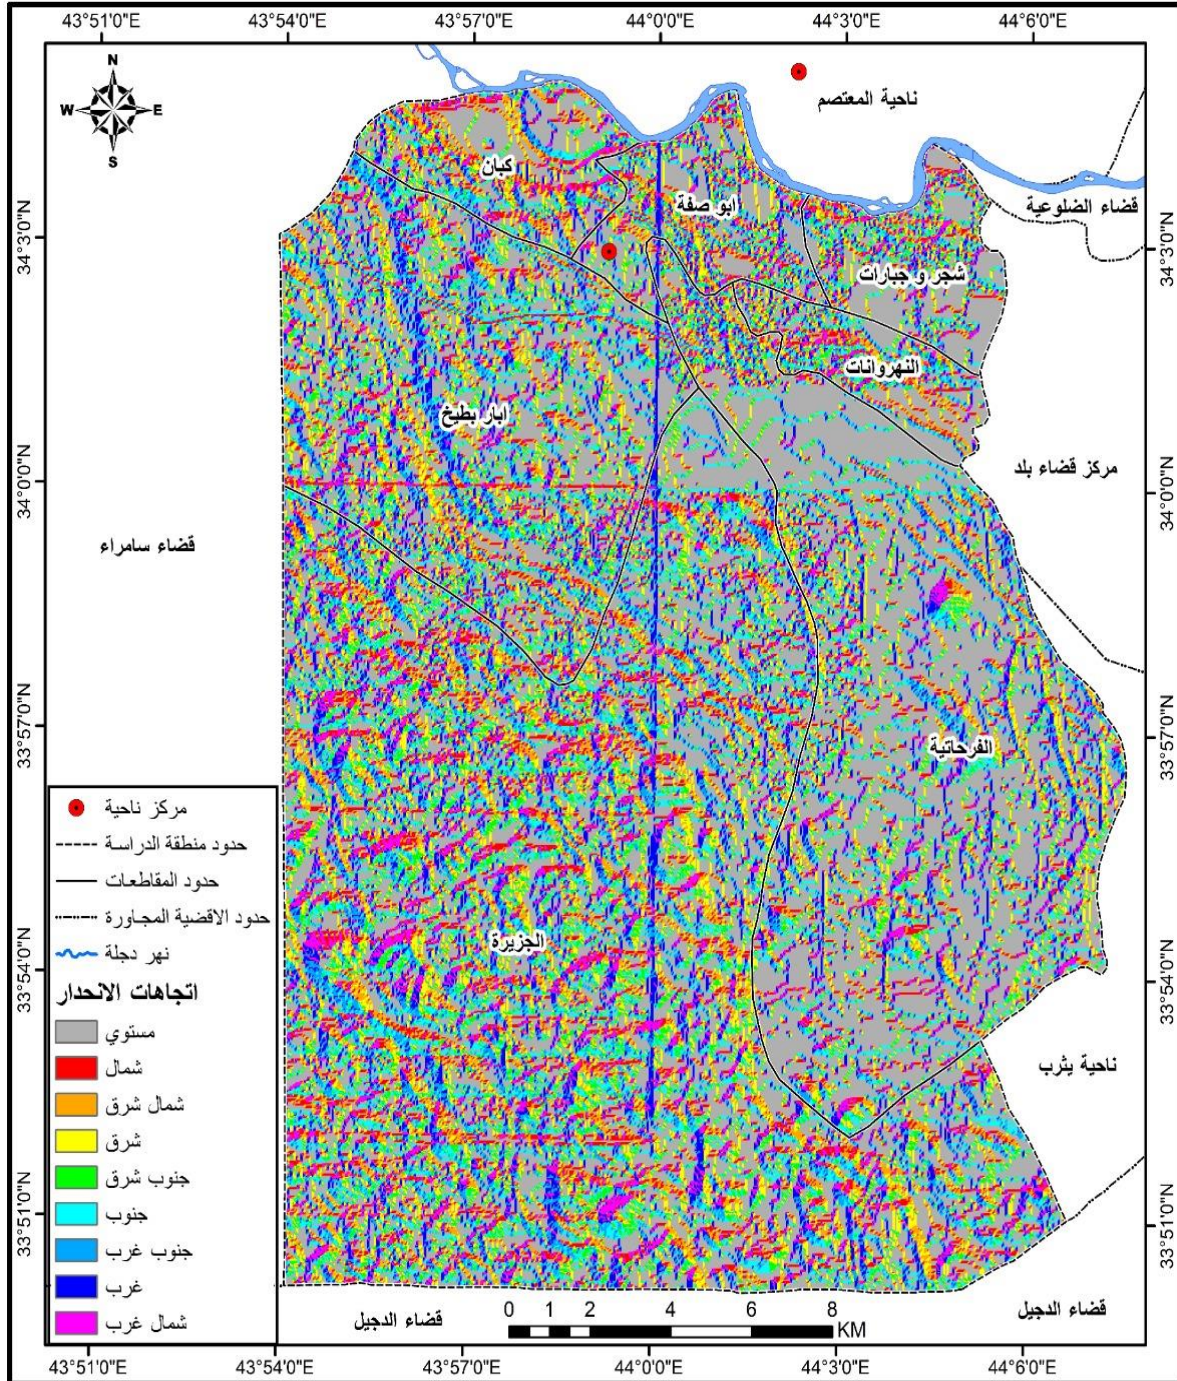 43°51'0"E 43°54'0"E 43°57'0"E 44°0'0"E 44°3'0"E 44°6'0"E
N
W E
S
ناحية المعتصم
كبان
ابو صفة
قضاء الضلوعية
34°3'0"N
34°3'0"N
شجر و جبارات
النهروانات
ابار بطيخ
مركز قضاء بلد
34°0'0"N
34°0'0"N
قضاء سامراء
33°57'0"N
33°57'0"N
الفرحاتية
الجزيرة
33°54'0"N
33°54'0"N
ناحية يثرب
33°51'0"N
33°51'0"N
مركز ناحية
حدود منطقة الدراسة
حدود المقاطعات
حدود الاقضية المجاورة
نهر دجلة
اتجاهات الانحدار
مستوي
شمال
شمال شرق
شرق
جنوب شرق
جنوب
جنوب غرب
غرب
شمال غرب
قضاء الدجيل
0 1 2 4 6 8
KM
قضاء الدجيل
43°51'0"E 43°54'0"E 43°57'0"E 44°0'0"E 44°3'0"E 44°6'0"E